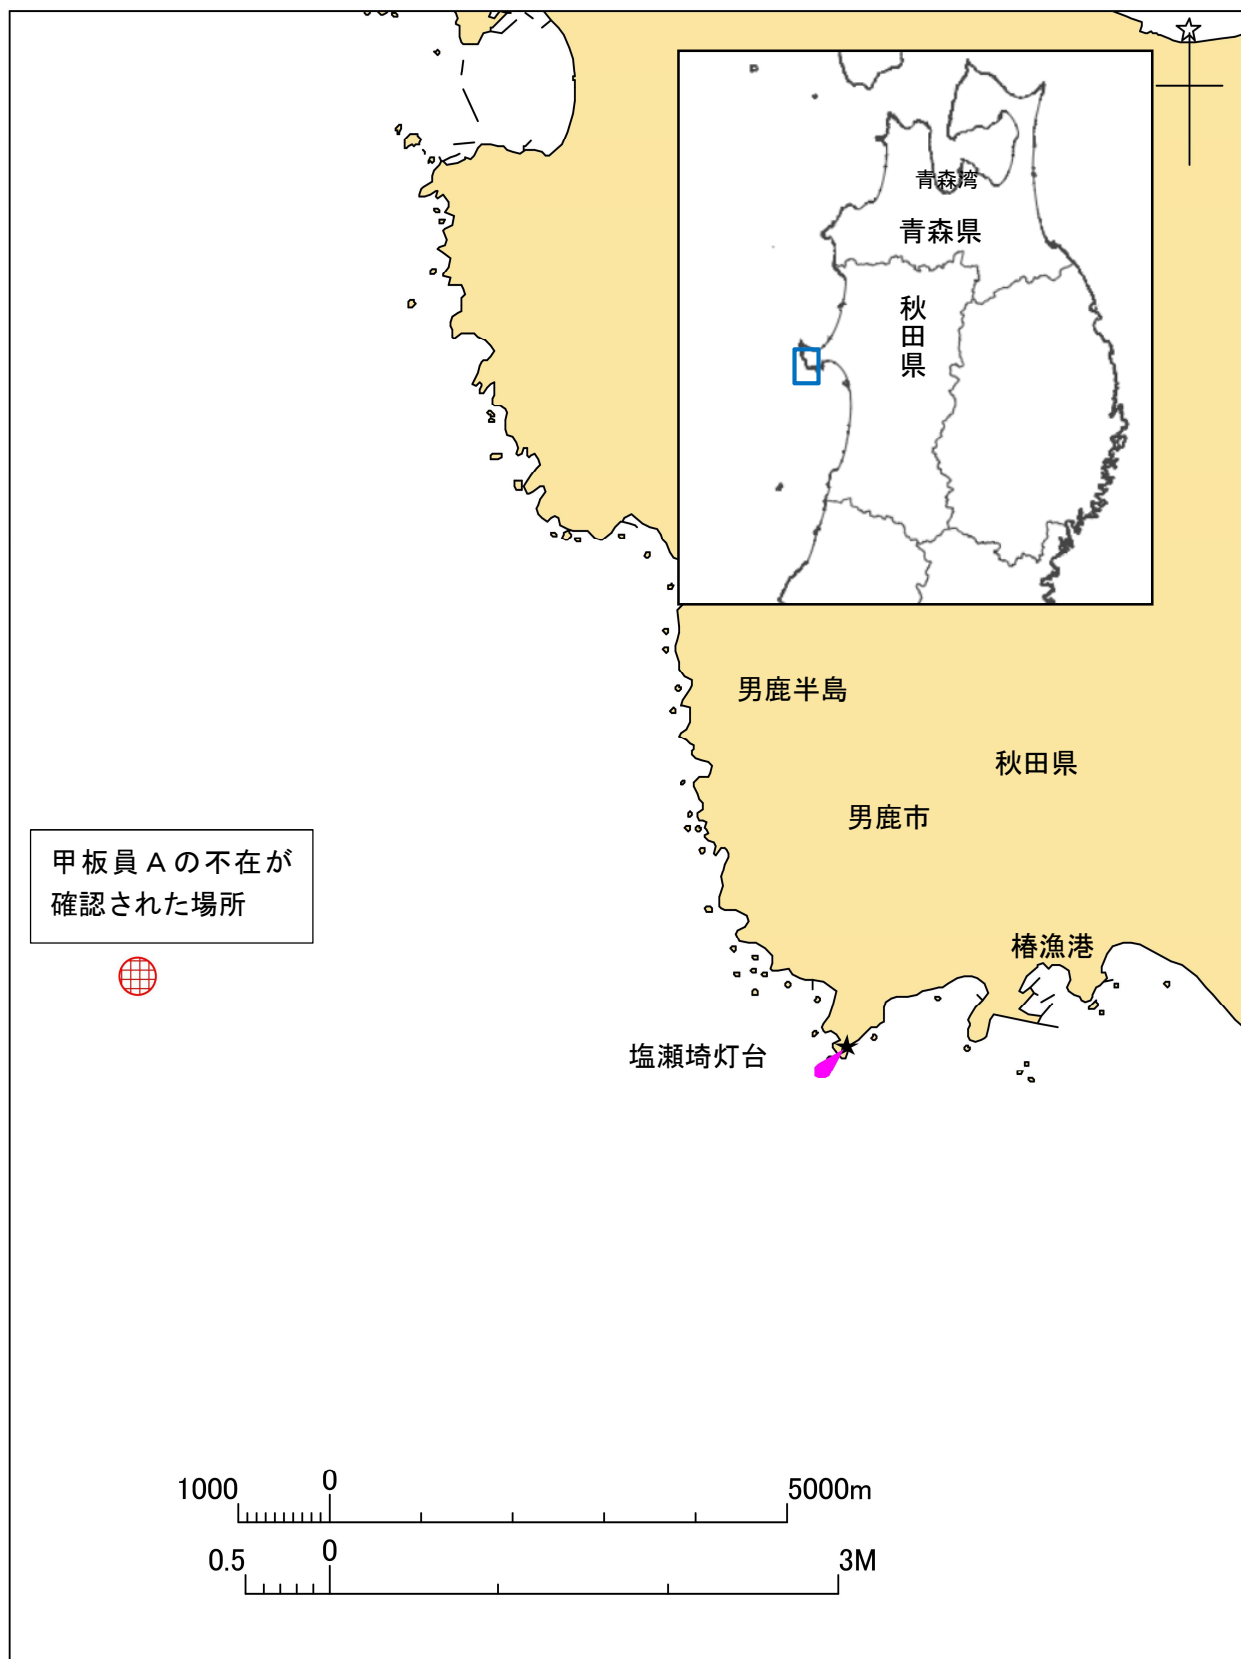 青森湾
青森県
秋田県
男鹿半島
秋田県
男鹿市
甲板員Aの不在が
確認された場所
椿漁港
塩瀬埼灯台
1000 0 5000m
0.5 0 3M